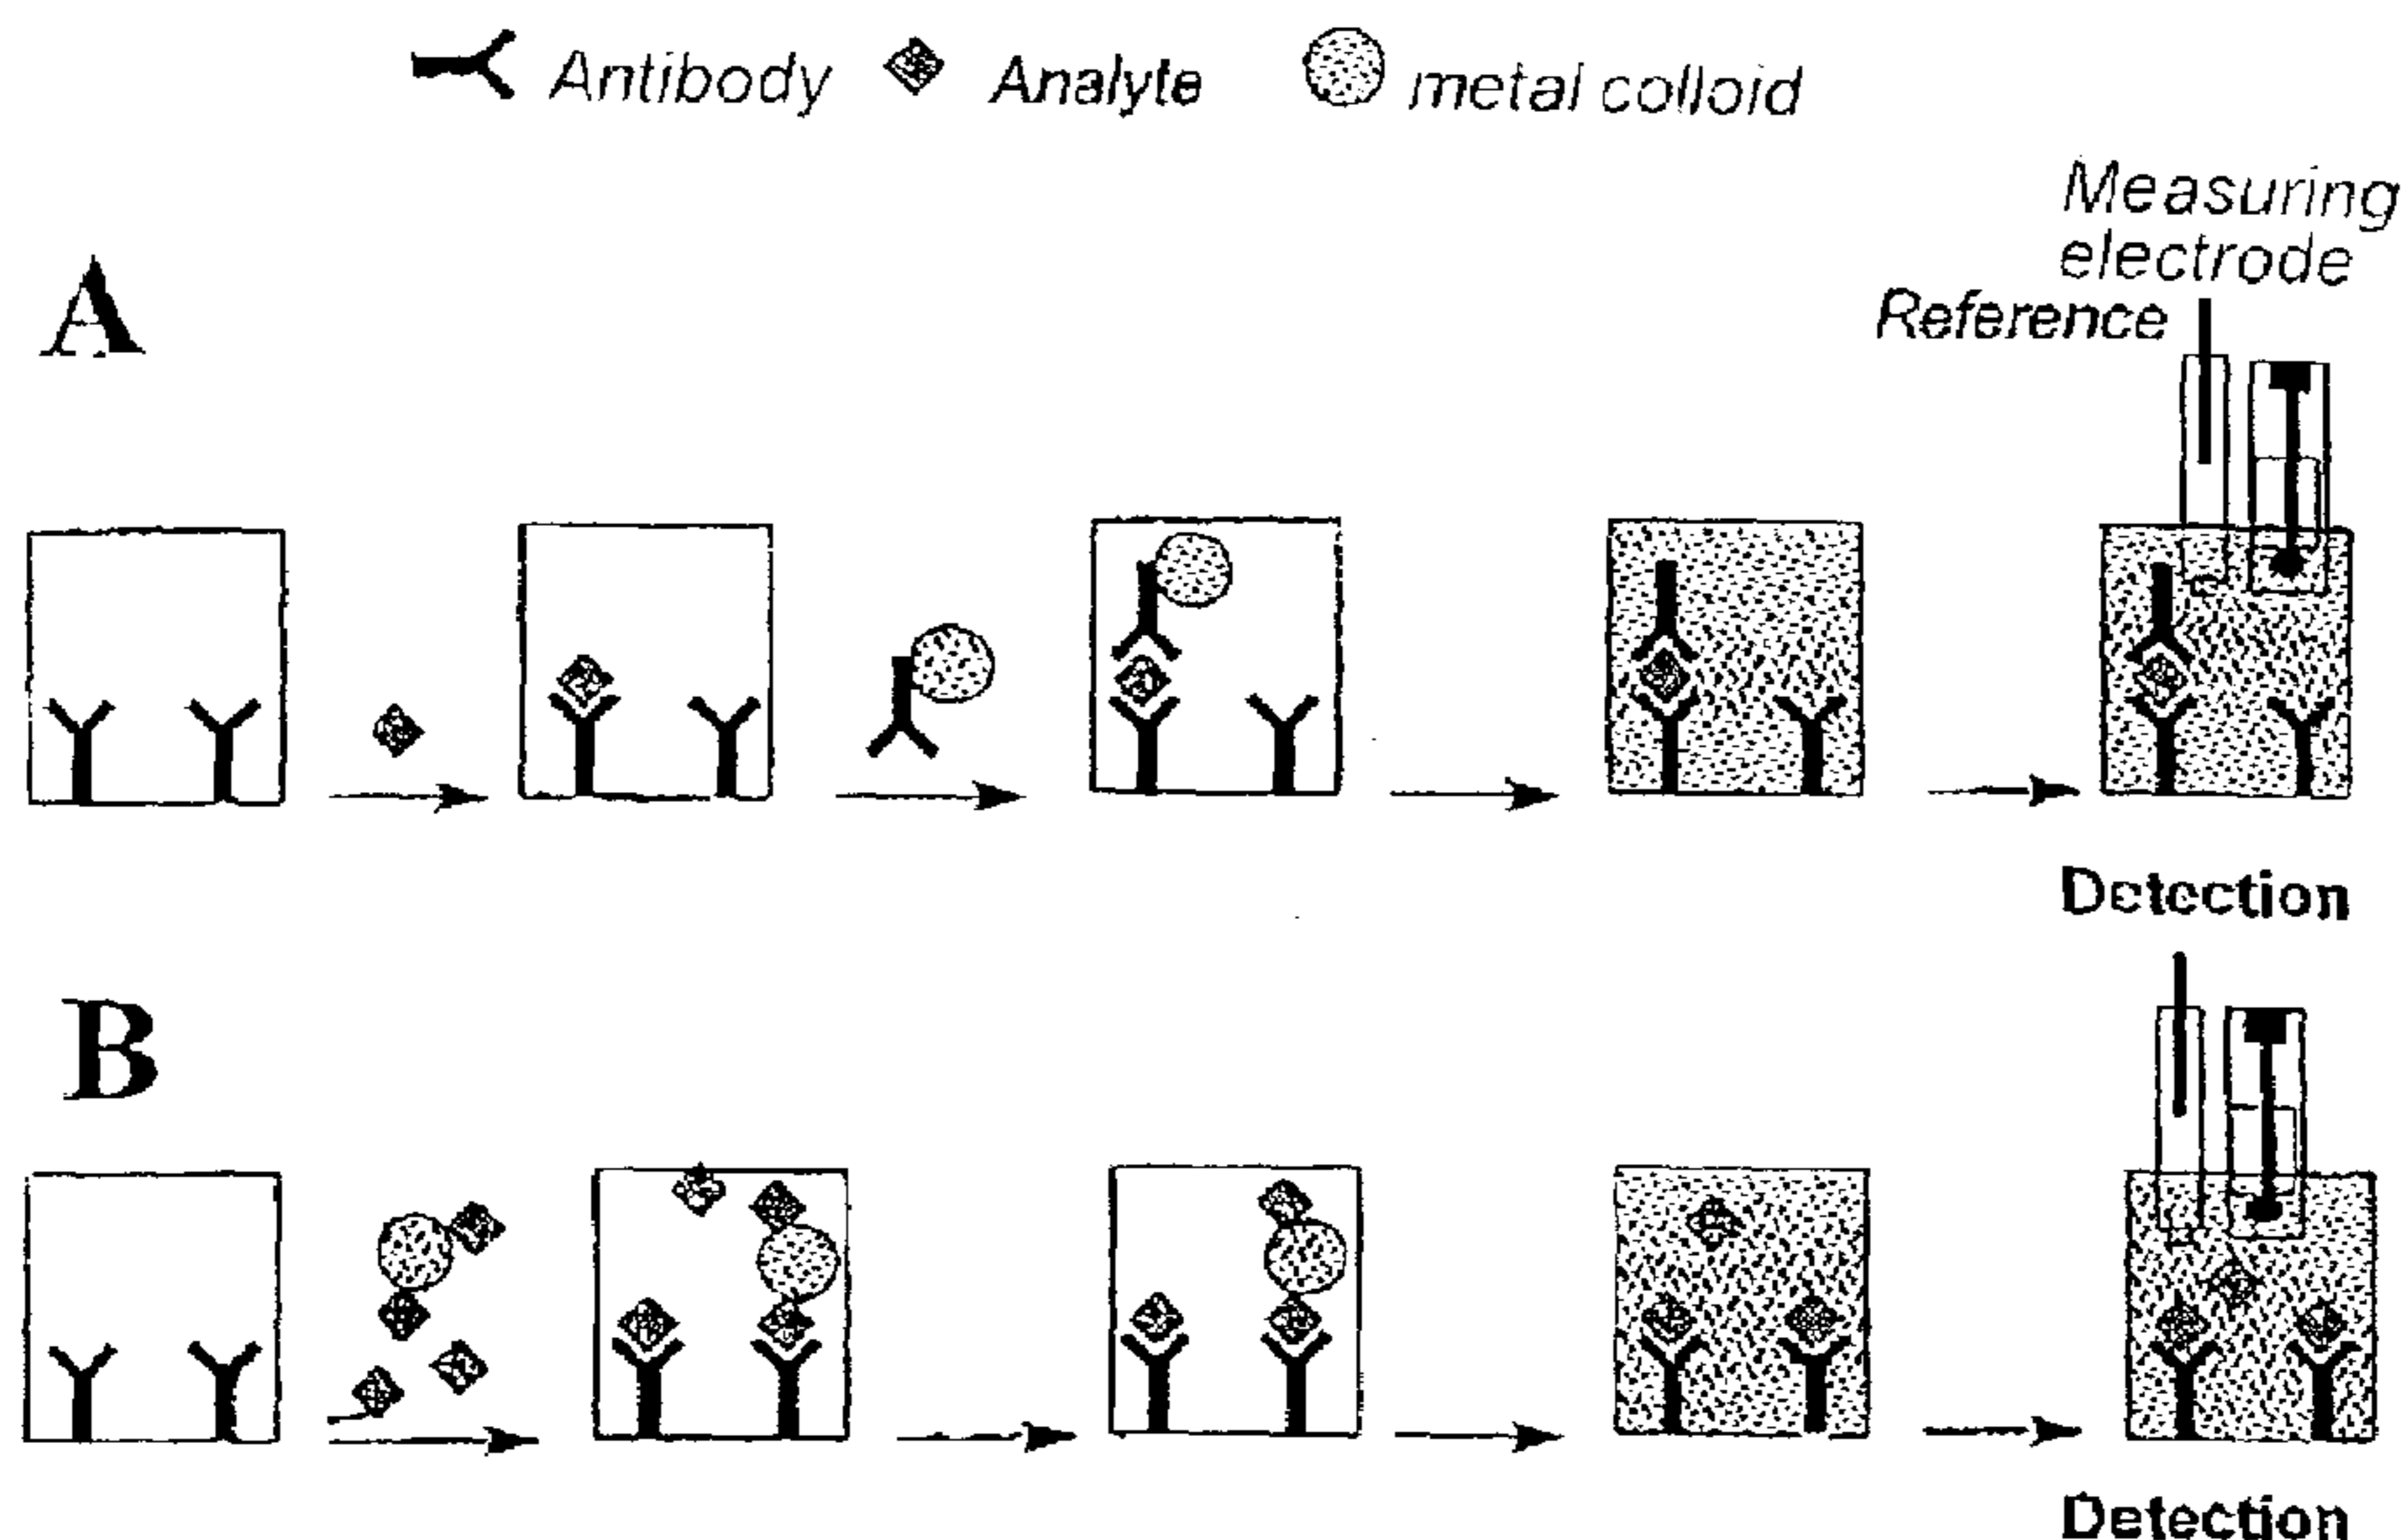 Antibody Analyte metal colloid
A
Measuring
electrode
Reference
Detection
B
Detection